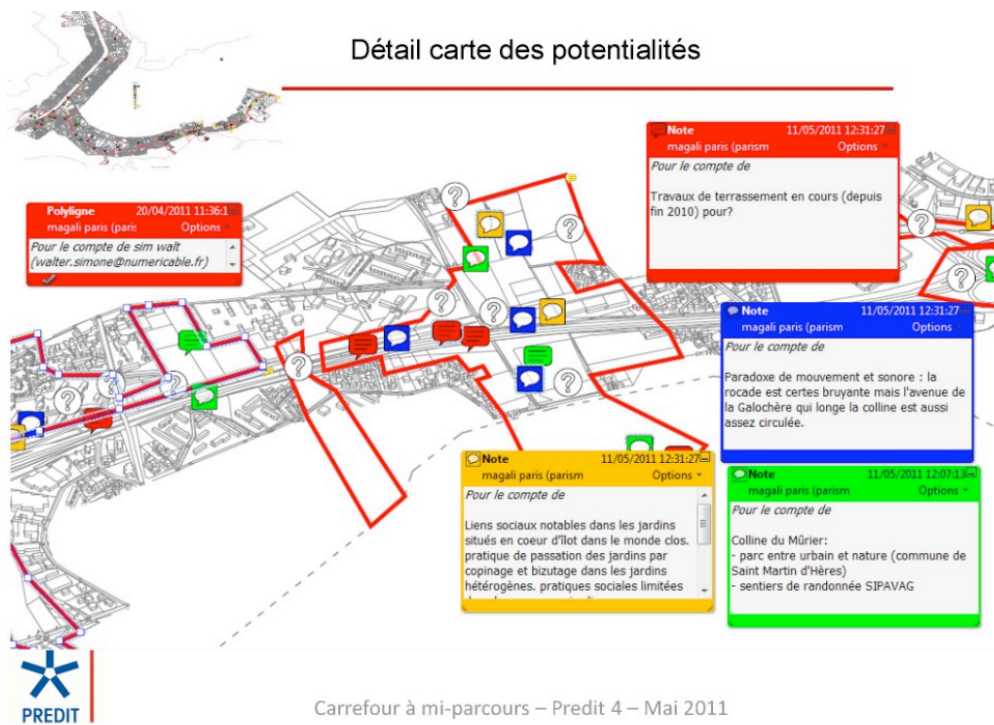 Détail carte des potentialités
Note 11/05/2011 12:31:27
magali paris (parism Options
Pour le compte de
Travaux de terrassement en cours (depuis
fin 2010) pour?
Polyligne 20/04/2011 11:36:1
magali paris (paris Options
Pour le compte de sim walt
(walter.simone@numericable.fr)
Note 11/05/2011 12:31:27
magali paris (parism Options
Pour le compte de
Paradoxe de mouvement et sonore : la
rocade est certes bruyante mais l'avenue de
la Galochère qui longe la colline est aussi
assez circulée.
Note 11/05/2011 12:31:27
magali paris (parism Options
Pour le compte de
Liens sociaux notables dans les jardins
situés en coeur d'îlot dans le monde clos.
pratique de passation des jardins par
copinage et bizutage dans les jardins
hétérogènes. pratiques sociales limitées
Note 11/05/2011 12:07:13
magali paris (parism Options
Pour le compte de
Colline du Mûrier:
- parc entre urbain et nature (commune de
Saint Martin d'Hères)
- sentiers de randonnée SIPAVAG
PREDIT
Carrefour à mi-parcours – Predit 4 – Mai 2011